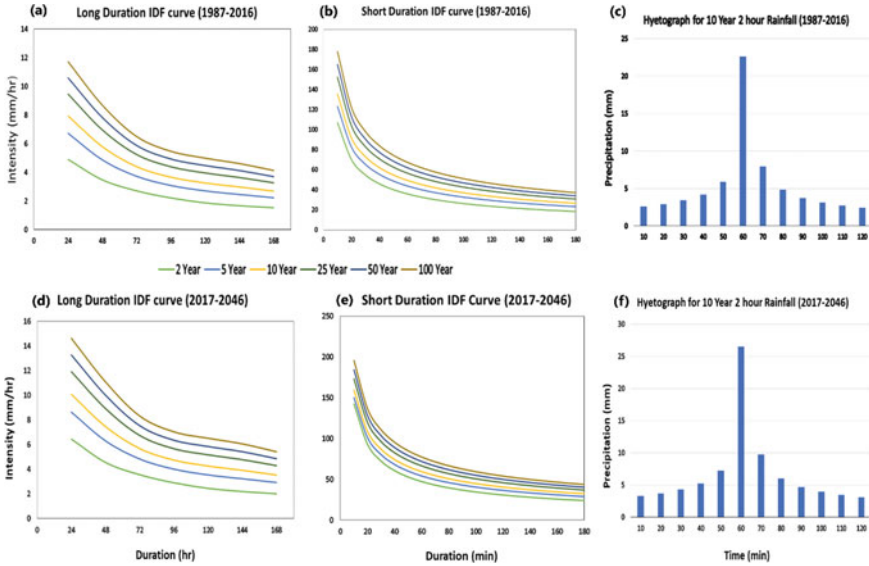 (a) Long Duration IDF curve (1987-2016)
Intensity (mm/hr)
14
12
10
8
6
4
2
0
0 24 48 72 96 120 144 168
(b) Short Duration IDF curve (1987-2016)
200
180
160
140
120
100
80
60
40
20
0
0 20 40 60 80 100 120 140 160 180
(c) Hyetograph for 10 Year 2 hour Rainfall (1987-2016)
Precipitation (mm)
25
20
15
10
5
0
10 20 30 40 50 60 70 80 90 100 110 120
2 Year 5 Year 10 Year 25 Year 50 Year 100 Year
(d) Long Duration IDF curve (2017-2046)
Intensity (mm/hr)
16
14
12
10
8
6
4
2
0
0 24 48 72 96 120 144 168
Duration (hr)
(e) Short Duration IDF Curve (2017-2046)
250
200
150
100
50
0
0 20 40 60 80 100 120 140 160 180
Duration (min)
(f) Hyetograph for 10 Year 2 hour Rainfall (2017-2046)
Precipitation (mm)
30
25
20
15
10
5
0
10 20 30 40 50 60 70 80 90 100 110 120
Time (min)